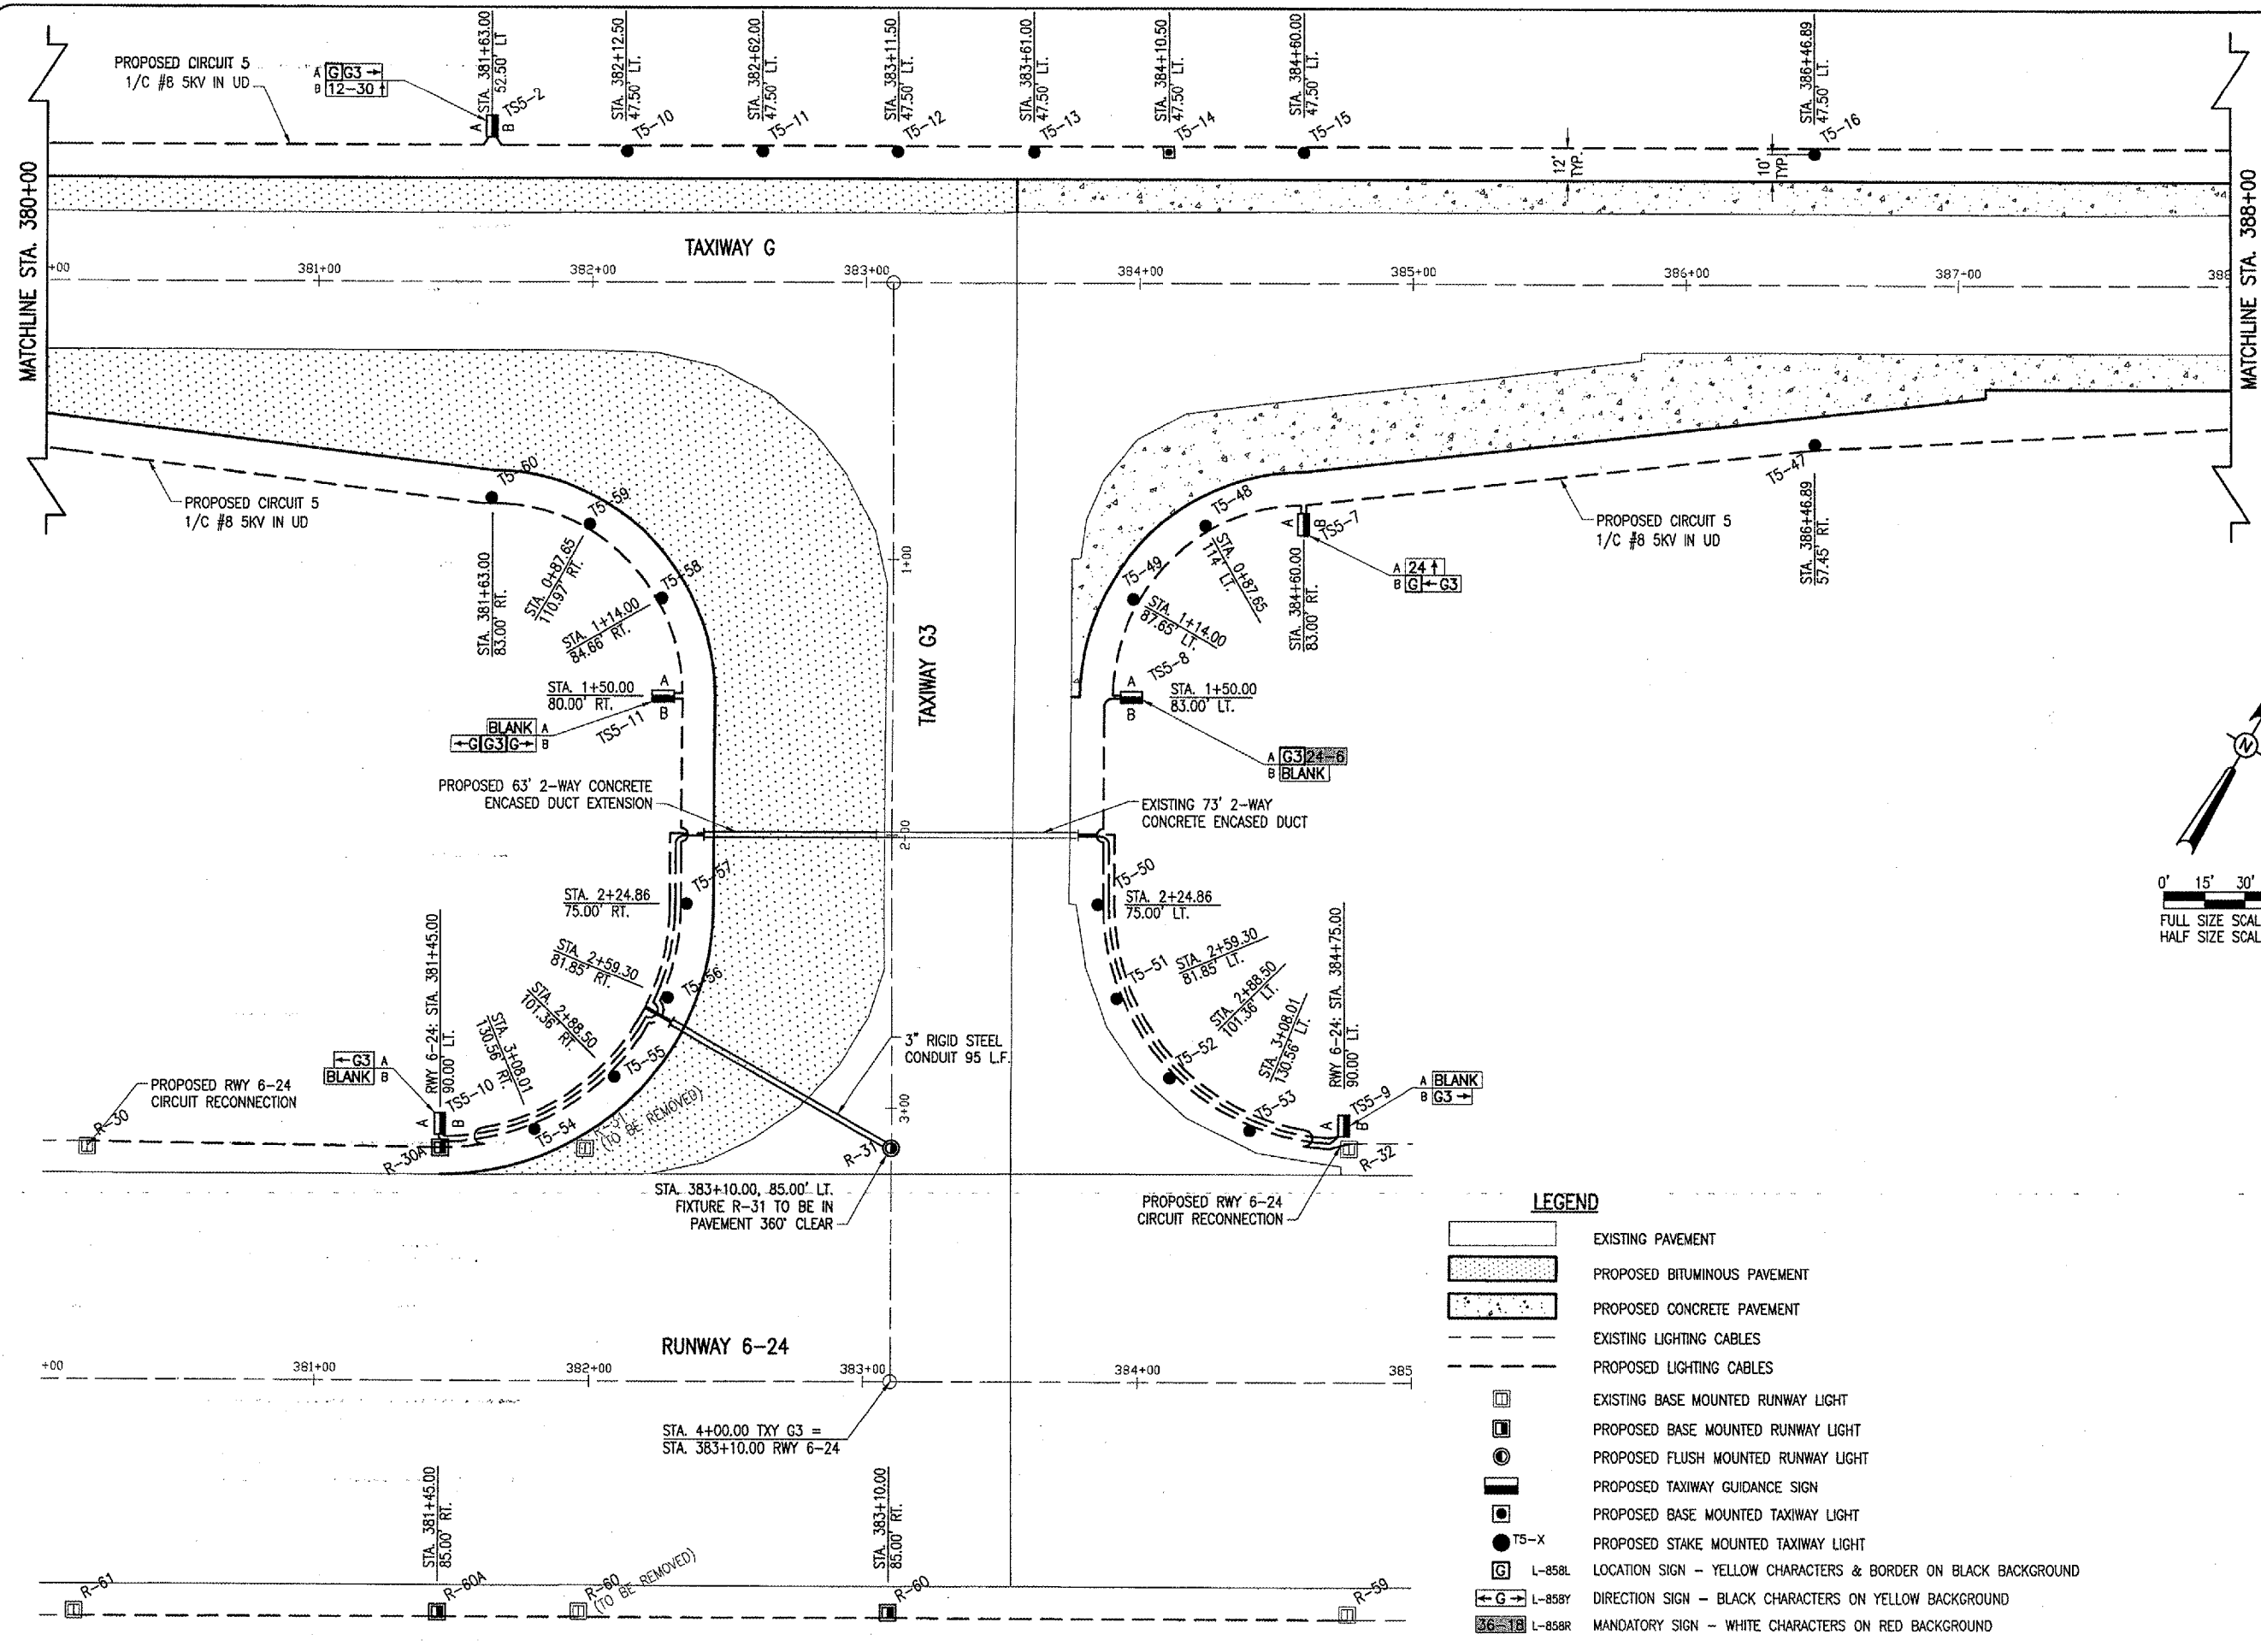 PROPOSED CIRCUIT 5
1/C #8 5KV IN UD
A G G3 →
B 12-30 ↑
STA. 381+63.00
52.50' LT
TS5-2
A
B
STA. 382+12.50
47.50' LT.
T5-10
STA. 382+62.00
47.50' LT.
T5-11
STA. 383+11.50
47.50' LT.
T5-12
STA. 383+61.00
47.50' LT.
T5-13
STA. 384+10.50
47.50' LT.
T5-14
STA. 384+60.00
47.50' LT.
T5-15
STA. 386+46.89
47.50' LT.
T5-16
12'
TYP.
10'
TYP.
MATCHLINE STA. 380+00
MATCHLINE STA. 388+00
TAXIWAY G
+00
381+00
382+00
383+00
384+00
385+00
386+00
387+00
388
PROPOSED CIRCUIT 5
1/C #8 5KV IN UD
T5-60
STA. 381+63.00
83.00' RT.
T5-59
STA. 0+87.65
110.97' RT.
T5-58
STA. 1+14.00
84.66' RT.
STA. 1+50.00
80.00' RT.
A
B
TS5-11
BLANK A
←G G3 G→ B
1+00
TAXIWAY G3
T5-48
STA. 0+87.65
114' LT.
T5-49
STA. 1+14.00
87.65' LT.
A
B
TS5-7
STA. 384+60.00
83.00' RT.
A 24 ↑
B G ←G3
PROPOSED CIRCUIT 5
1/C #8 5KV IN UD
T5-47
STA. 386+46.89
57.45' RT.
TS5-8
A
B
STA. 1+50.00
83.00' LT.
A G3 24-6
B BLANK
PROPOSED 63' 2-WAY CONCRETE
ENCASED DUCT EXTENSION
EXISTING 73' 2-WAY
CONCRETE ENCASED DUCT
2+00
N
0' 15' 30'
FULL SIZE SCAL
HALF SIZE SCAL
T5-57
STA. 2+24.86
75.00' RT.
T5-50
STA. 2+24.86
75.00' LT.
STA. 2+59.30
81.85' RT.
T5-56
STA. 2+88.50
101.36' RT.
T5-55
STA. 3+08.01
130.56' RT
T5-54
T5-51
STA. 2+59.30
81.85' LT.
STA. 2+88.50
101.36' LT.
T5-52
STA. 3+08.01
130.56' LT.
T5-53
RWY 6-24: STA. 381+45.00
90.00' LT.
RWY 6-24: STA. 384+75.00
90.00' LT.
←G3 A
BLANK B
TS5-10
A
B
A BLANK
B G3 →
TS5-9
A
B
3" RIGID STEEL
CONDUIT 95 L.F.
3+00
PROPOSED RWY 6-24
CIRCUIT RECONNECTION
R-30
R-30A
R-31
(TO BE REMOVED)
R-31
R-32
STA. 383+10.00, 85.00' LT.
FIXTURE R-31 TO BE IN
PAVEMENT 360° CLEAR
PROPOSED RWY 6-24
CIRCUIT RECONNECTION
RUNWAY 6-24
+00
381+00
382+00
383+00
384+00
385
STA. 4+00.00 TXY G3 =
STA. 383+10.00 RWY 6-24
STA. 381+45.00
85.00' RT.
STA. 383+10.00
85.00' RT.
R-61
R-60A
R-60
(TO BE REMOVED)
R-60
R-59
LEGEND
EXISTING PAVEMENT
PROPOSED BITUMINOUS PAVEMENT
PROPOSED CONCRETE PAVEMENT
EXISTING LIGHTING CABLES
PROPOSED LIGHTING CABLES
EXISTING BASE MOUNTED RUNWAY LIGHT
PROPOSED BASE MOUNTED RUNWAY LIGHT
PROPOSED FLUSH MOUNTED RUNWAY LIGHT
PROPOSED TAXIWAY GUIDANCE SIGN
PROPOSED BASE MOUNTED TAXIWAY LIGHT
T5-X PROPOSED STAKE MOUNTED TAXIWAY LIGHT
G L-858L LOCATION SIGN - YELLOW CHARACTERS & BORDER ON BLACK BACKGROUND
←G→ L-858Y DIRECTION SIGN - BLACK CHARACTERS ON YELLOW BACKGROUND
36-18 L-858R MANDATORY SIGN - WHITE CHARACTERS ON RED BACKGROUND